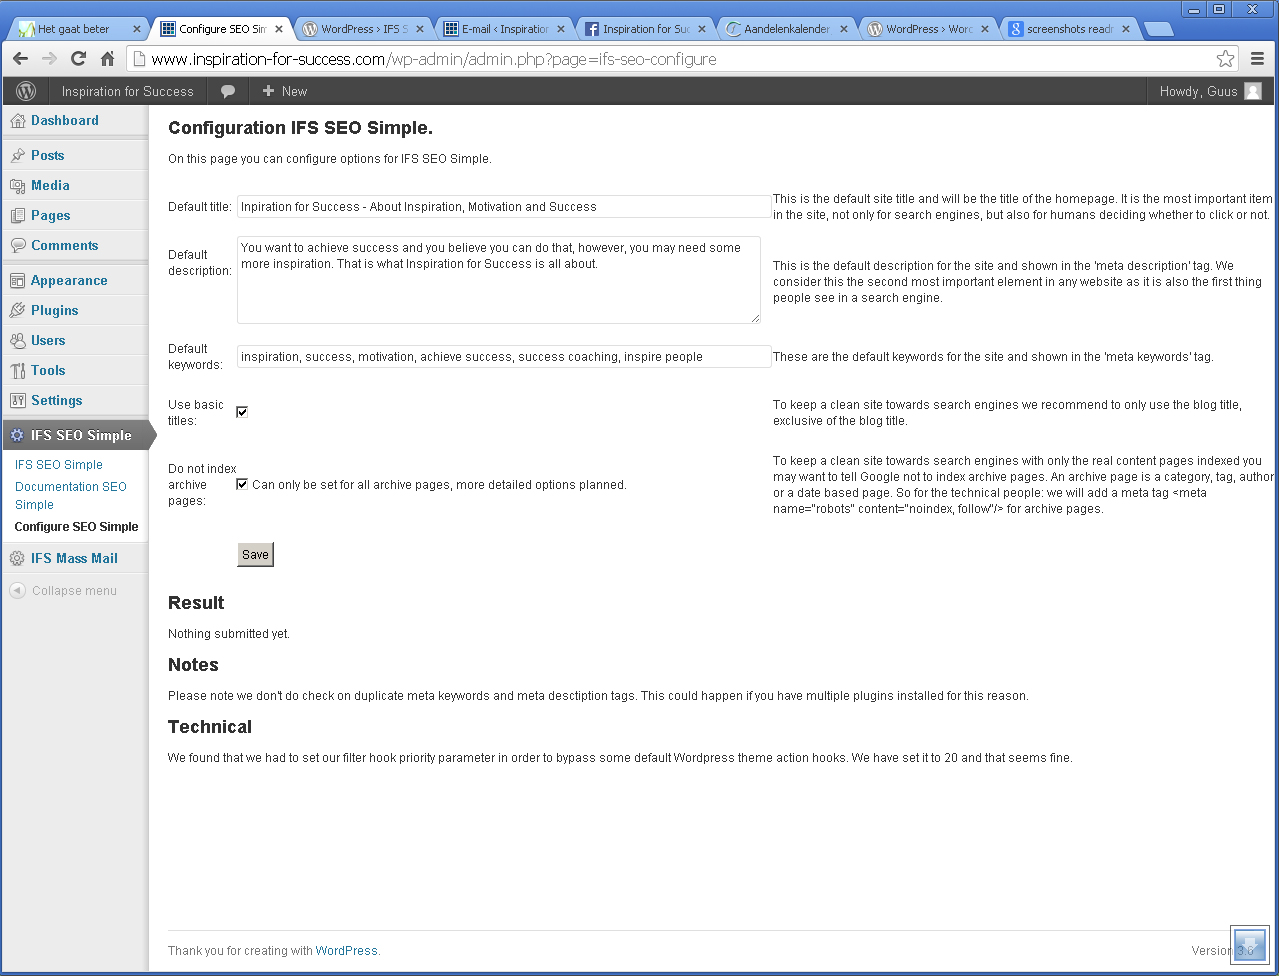 Het gaat beter
Configure SEO Sim
WordPress › IFS S
E-mail ‹ Inspiration
Inspiration for Suc
Aandelenkalender
WordPress › Word
screenshots readm
www.inspiration-for-success.com/wp-admin/admin.php?page=ifs-seo-configure
Inspiration for Success
+ New
Howdy, Guus
Dashboard
Posts
Media
Pages
Comments
Appearance
Plugins
Users
Tools
Settings
IFS SEO Simple
IFS SEO Simple
Documentation SEO
Simple
Configure SEO Simple
IFS Mass Mail
Collapse menu
Configuration IFS SEO Simple.
On this page you can configure options for IFS SEO Simple.
Default title:
Inpiration for Success - About Inspiration, Motivation and Success
This is the default site title and will be the title of the homepage. It is the most important item
in the site, not only for search engines, but also for humans deciding whether to click or not.
Default
description:
You want to achieve success and you believe you can do that, however, you may need some
more inspiration. That is what Inspiration for Success is all about.
This is the default description for the site and shown in the 'meta description' tag. We
consider this the second most important element in any website as it is also the first thing
people see in a search engine.
Default
keywords:
inspiration, success, motivation, achieve success, success coaching, inspire people
These are the default keywords for the site and shown in the 'meta keywords' tag.
Use basic
titles:
To keep a clean site towards search engines we recommend to only use the blog title,
exclusive of the blog title.
Do not index
archive
pages:
Can only be set for all archive pages, more detailed options planned.
To keep a clean site towards search engines with only the real content pages indexed you
may want to tell Google not to index archive pages. An archive page is a category, tag, author
or a date based page. So for the technical people: we will add a meta tag <meta
name="robots" content="noindex, follow"/> for archive pages.
Save
Result
Nothing submitted yet.
Notes
Please note we don't do check on duplicate meta keywords and meta desctiption tags. This could happen if you have multiple plugins installed for this reason.
Technical
We found that we had to set our filter hook priority parameter in order to bypass some default Wordpress theme action hooks. We have set it to 20 and that seems fine.
Thank you for creating with WordPress.
Version 3.6